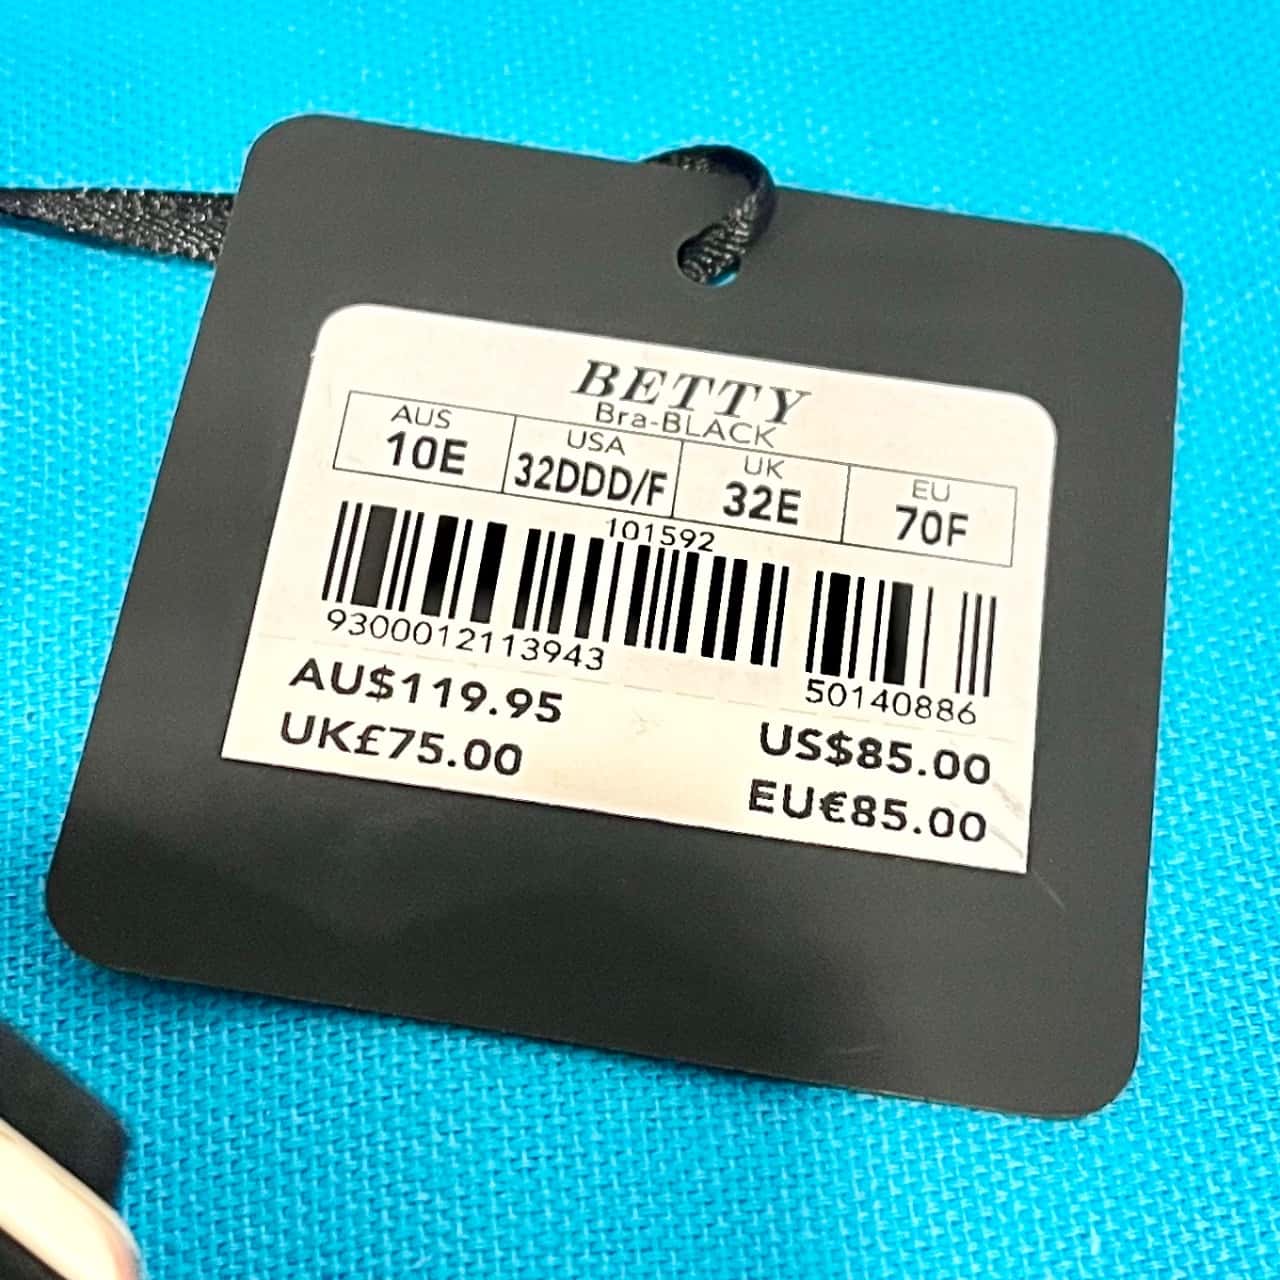 BETTY
Bra-BLACK
AUS USA UK EU
10E 32DDD/F 32E 70F
101592
9300012113943 50140886
AU$119.95 US$85.00
UK£75.00 EU€85.00